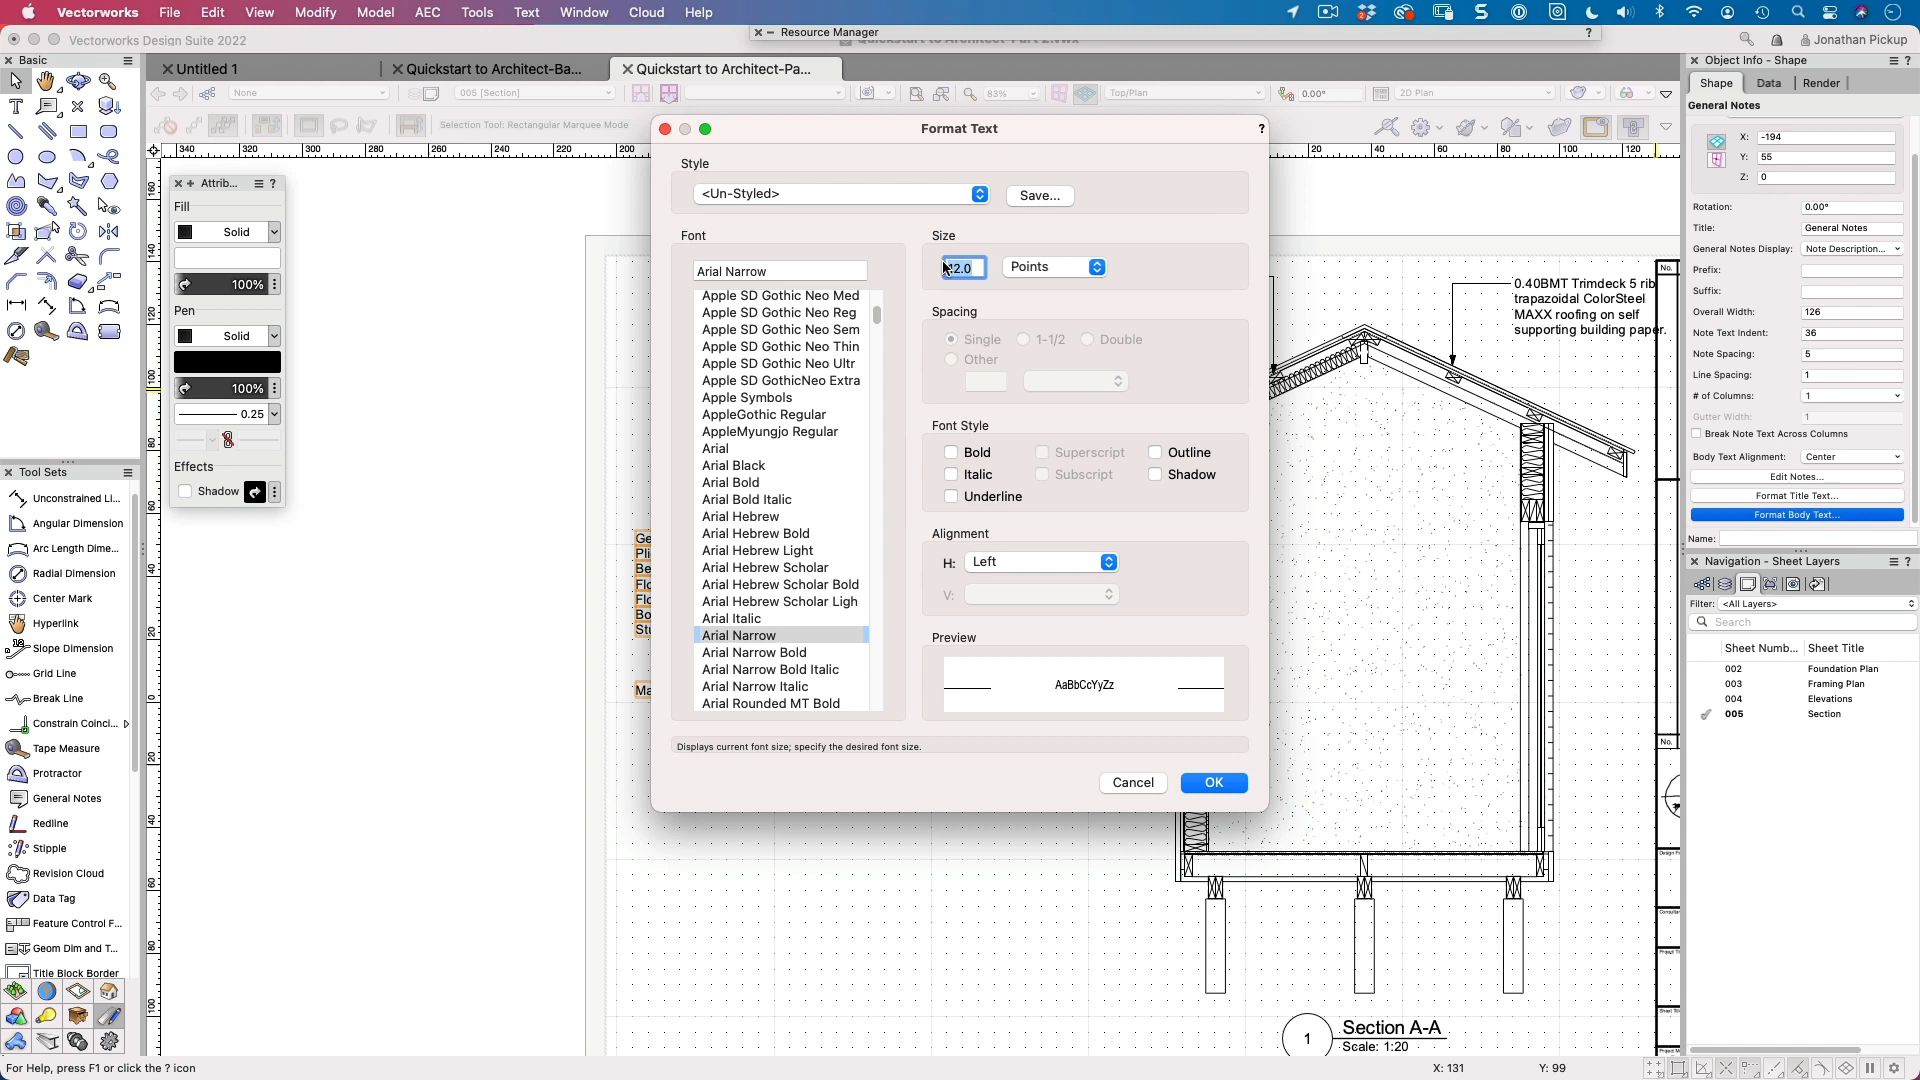 Vectorworks File Edit View Modify Model AEC Tools Text Window Cloud Help
Vectorworks Design Suite 2022
Resource Manager
?
Jonathan Pickup
Basic
Untitled 1
Quickstart to Architect-Ba...
Quickstart to Architect-Pa...
None
005 [Section]
83%
Top/Plan
0.00°
2D Plan
Selection Tool: Rectangular Marquee Mode
Attrib...
Fill
Solid
100%
Pen
Solid
100%
0.25
Effects
Shadow
Tool Sets
Unconstrained Li...
Angular Dimension
Arc Length Dime...
Radial Dimension
Center Mark
Hyperlink
Slope Dimension
Grid Line
Break Line
Constrain Coinci...
Tape Measure
Protractor
General Notes
Redline
Stipple
Revision Cloud
Data Tag
Feature Control F...
Geom Dim and T...
Title Block Border
For Help, press F1 or click the ? icon
Format Text
?
Style
<Un-Styled>
Save...
Font
Arial Narrow
Apple SD Gothic Neo Med
Apple SD Gothic Neo Reg
Apple SD Gothic Neo Sem
Apple SD Gothic Neo Thin
Apple SD Gothic Neo Ultr
Apple SD GothicNeo Extra
Apple Symbols
AppleGothic Regular
AppleMyungjo Regular
Arial
Arial Black
Arial Bold
Arial Bold Italic
Arial Hebrew
Arial Hebrew Bold
Arial Hebrew Light
Arial Hebrew Scholar
Arial Hebrew Scholar Bold
Arial Hebrew Scholar Ligh
Arial Italic
Arial Narrow
Arial Narrow Bold
Arial Narrow Bold Italic
Arial Narrow Italic
Arial Rounded MT Bold
Size
Points
Spacing
Single 1-1/2 Double
Other
Font Style
Bold Superscript Outline
Italic Subscript Shadow
Underline
Alignment
H: Left
V:
Preview
AaBbCcYyZz
Displays current font size; specify the desired font size.
Cancel OK
0.40BMT Trimdeck 5 rib
trapazoidal ColorSteel
MAXX roofing on self
supporting building paper.
No.
No.
1
Section A-A
Scale: 1:20
X: 131
Y: 99
Object Info - Shape
Shape Data Render
General Notes
X: -194
Y: 55
Z: 0
Rotation: 0.00°
Title: General Notes
General Notes Display: Note Description...
Prefix:
Suffix:
Overall Width: 126
Note Text Indent: 36
Note Spacing: 5
Line Spacing: 1
# of Columns: 1
Gutter Width: 1
Break Note Text Across Columns
Body Text Alignment: Center
Edit Notes...
Format Title Text...
Format Body Text...
Name:
Navigation - Sheet Layers
Filter: <All Layers>
Search
Sheet Numb... Sheet Title
002 Foundation Plan
003 Framing Plan
004 Elevations
005 Section